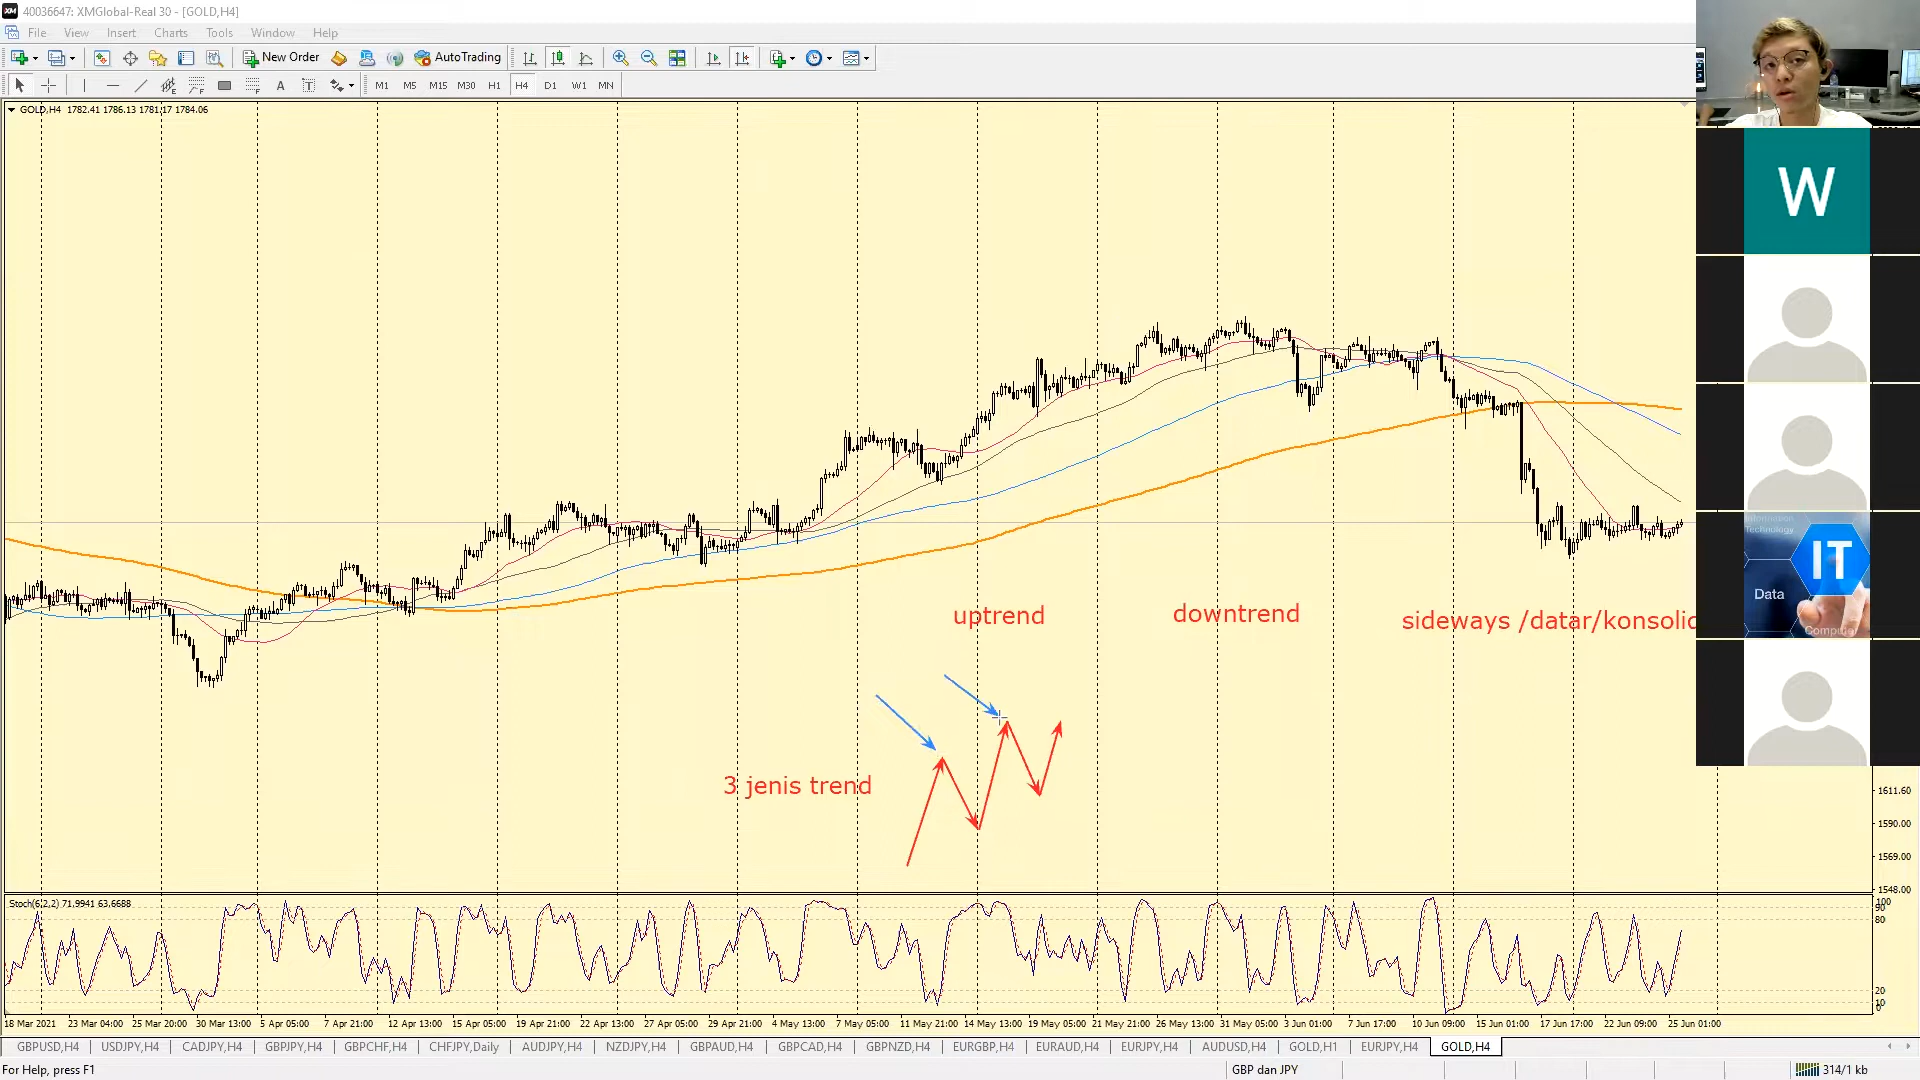 40036647: XMGlobal-Real 30 - [GOLD,H4]
File View Insert Charts Tools Window Help
New Order AutoTrading
A T M1 M5 M15 M30 H1 H4 D1 W1 MN
GOLD,H4 1782.41 1786.13 1781.17 1784.06
W
Information Technology
IT
Data
Computer
uptrend
downtrend
sideways /datar/konsolid
3 jenis trend
1611.60
1590.00
1569.00
1548.00
Stoch(6,2,2) 71,9941 63,6688
100
90
80
20
10
0
18 Mar 2021 23 Mar 04:00 25 Mar 20:00 30 Mar 13:00 5 Apr 05:00 7 Apr 21:00 12 Apr 13:00 15 Apr 05:00 19 Apr 21:00 22 Apr 13:00 27 Apr 05:00 29 Apr 21:00 4 May 13:00 7 May 05:00 11 May 21:00 14 May 13:00 19 May 05:00 21 May 21:00 26 May 13:00 31 May 05:00 3 Jun 01:00 7 Jun 17:00 10 Jun 09:00 15 Jun 01:00 17 Jun 17:00 22 Jun 09:00 25 Jun 01:00
GBPUSD,H4 USDJPY,H4 CADJPY,H4 GBPJPY,H4 GBPCHF,H4 CHFJPY,Daily AUDJPY,H4 NZDJPY,H4 GBPAUD,H4 GBPCAD,H4 GBPNZD,H4 EURGBP,H4 EURAUD,H4 EURJPY,H4 AUDUSD,H4 GOLD,H1 EURJPY,H4 GOLD,H4
For Help, press F1 GBP dan JPY 314/1 kb